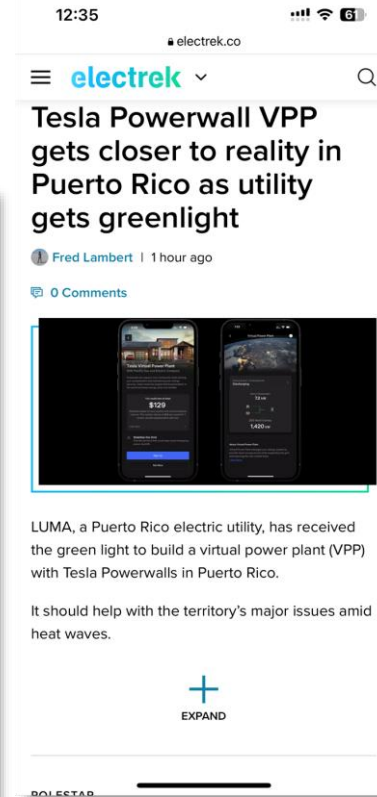 12:35
61
electrek.co
electrek
Tesla Powerwall VPP
gets closer to reality in
Puerto Rico as utility
gets greenlight
Fred Lambert | 1 hour ago
0 Comments
Tesla Virtual Power Plant
$129
Virtual Power Plant
LUMA, a Puerto Rico electric utility, has received
the green light to build a virtual power plant (VPP)
with Tesla Powerwalls in Puerto Rico.
It should help with the territory’s major issues amid
heat waves.
EXPAND
POLESTAR